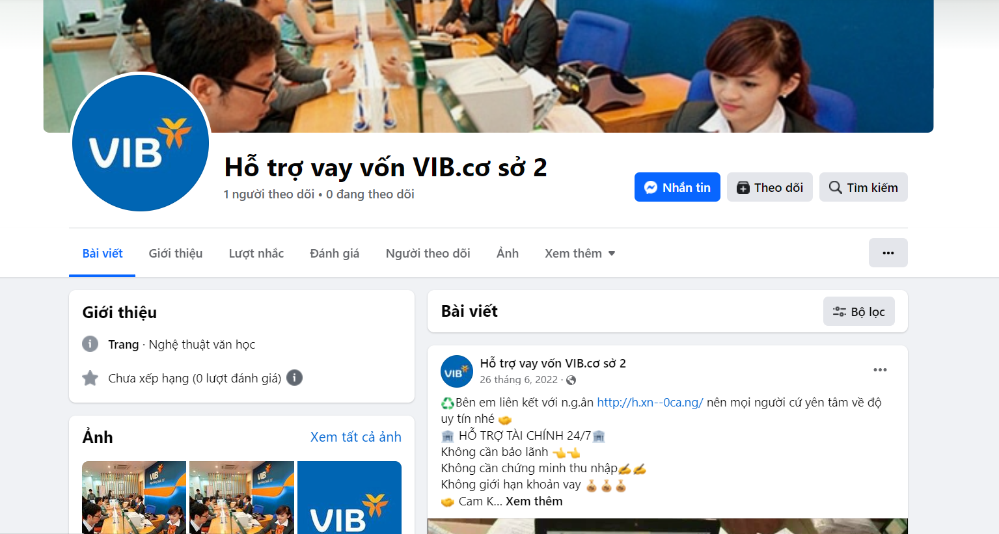 VIB
Hỗ trợ vay vốn VIB.cơ sở 2
1 người theo dõi • 0 đang theo dõi
Nhắn tin
Theo dõi
Tìm kiếm
Bài viết
Giới thiệu
Lượt nhắc
Đánh giá
Người theo dõi
Ảnh
Xem thêm
Giới thiệu
Trang · Nghệ thuật văn học
Chưa xếp hạng (0 lượt đánh giá)
Ảnh
Xem tất cả ảnh
VIB
VIB
VIB
Bài viết
Bộ lọc
VIB
Hỗ trợ vay vốn VIB.cơ sở 2
26 tháng 6, 2022 ·
♻️Bên em liên kết với n.g.ân http://h.xn--0ca.ng/ nên mọi người cứ yên tâm về độ
uy tín nhé 🤝
🏦 HỖ TRỢ TÀI CHÍNH 24/7🏦
Không cần bảo lãnh 👈👈
Không cần chứng minh thu nhập✍️✍️
Không giới hạn khoản vay 💰💰💰
🤝 Cam K... Xem thêm